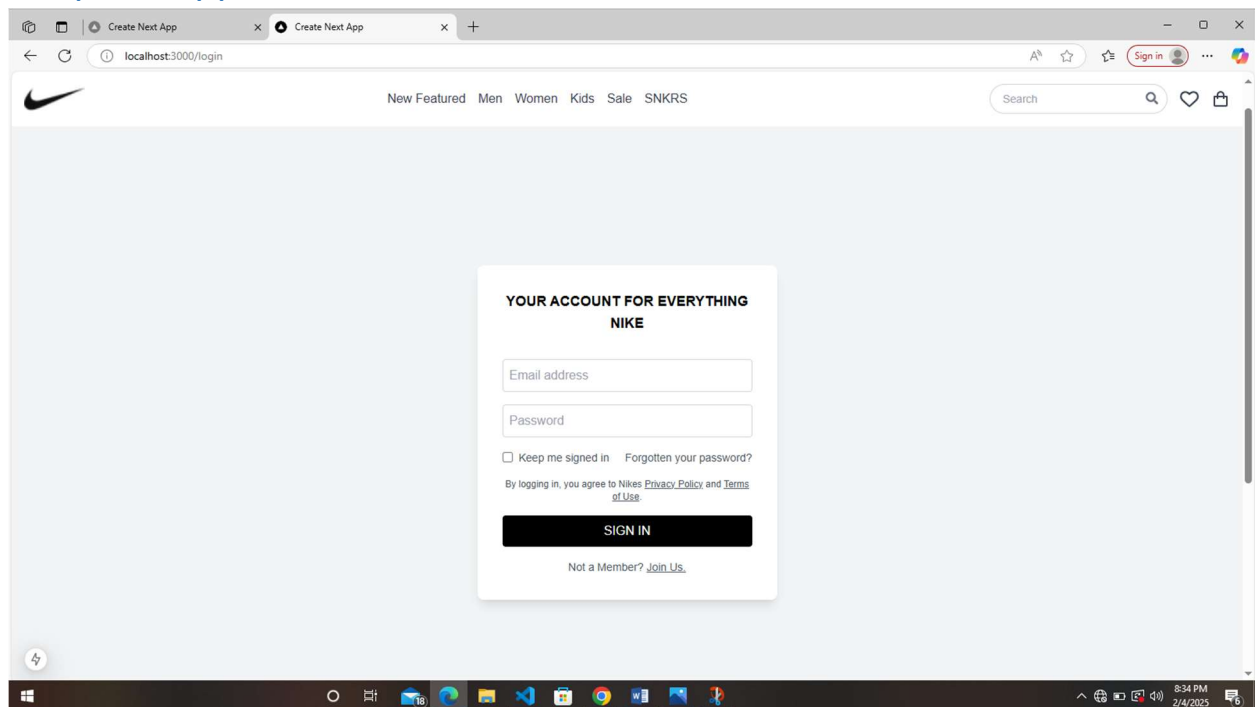 Create Next App
Create Next App
localhost:3000/login
Sign in
New Featured Men Women Kids Sale SNKRS
Search
YOUR ACCOUNT FOR EVERYTHING
NIKE
Email address
Password
Keep me signed in Forgotten your password?
By logging in, you agree to Nikes Privacy Policy and Terms
of Use.
SIGN IN
Not a Member? Join Us.
18
8:34 PM
2/4/2025
6